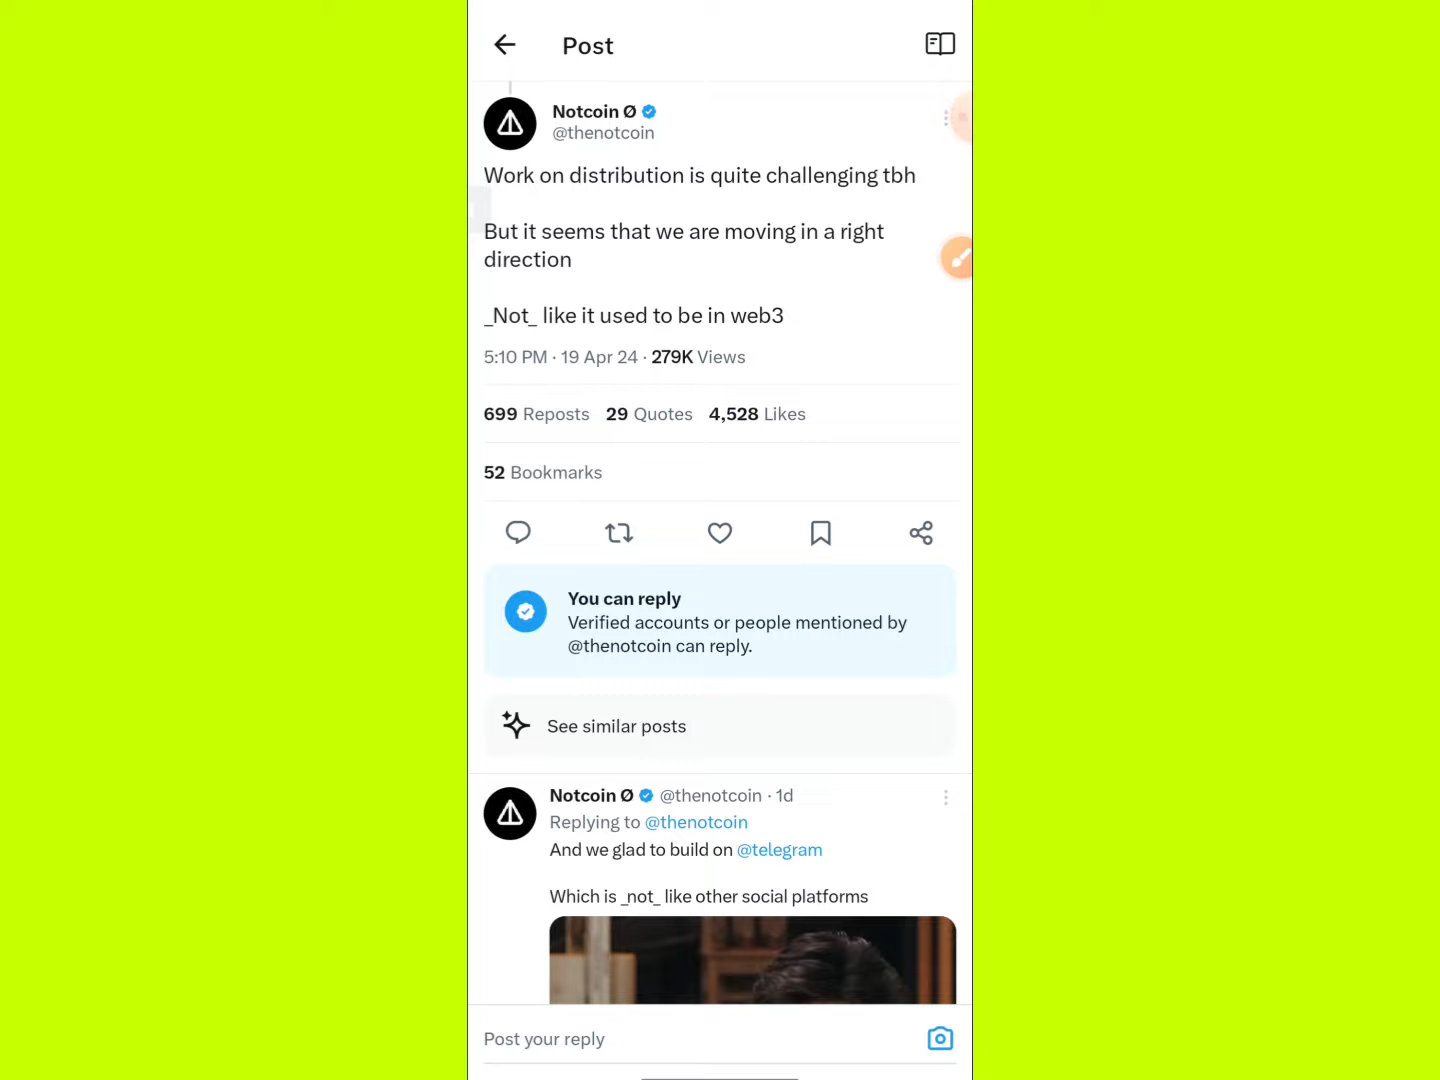 Post
Notcoin Ø
@thenotcoin
Work on distribution is quite challenging tbh
But it seems that we are moving in a right
direction
_Not_ like it used to be in web3
5:10 PM · 19 Apr 24 · 279K Views
699 Reposts 29 Quotes 4,528 Likes
52 Bookmarks
You can reply
Verified accounts or people mentioned by
@thenotcoin can reply.
See similar posts
Notcoin Ø @thenotcoin · 1d
Replying to @thenotcoin
And we glad to build on @telegram
Which is _not_ like other social platforms
Post your reply